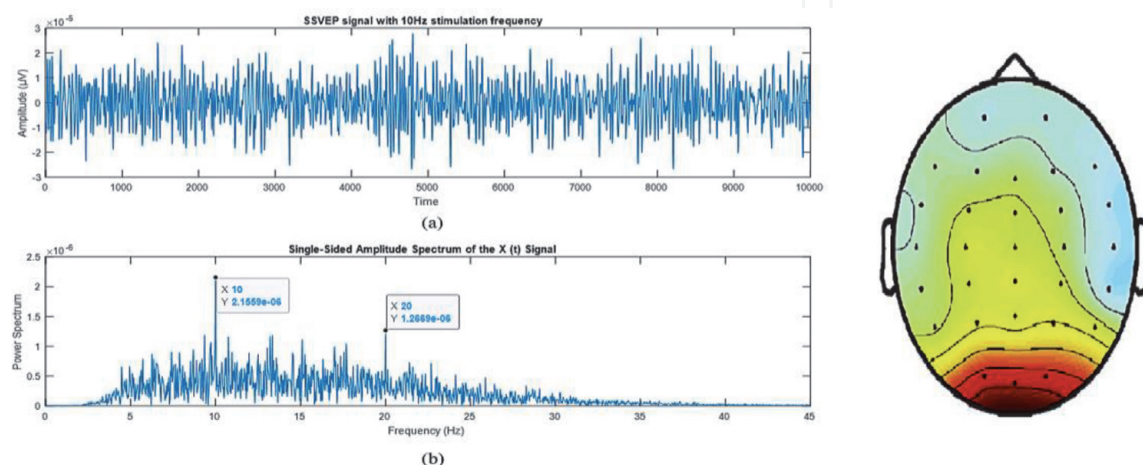 SSVEP signal with 10Hz stimulation frequency
×10⁻⁵
3
2
1
0
-1
-2
-3
Amplitude (µV)
0 1000 2000 3000 4000 5000 6000 7000 8000 9000 10000
Time
(a)
Single-Sided Amplitude Spectrum of the X (t) Signal
×10⁻⁶
2.5
2
1.5
1
0.5
0
Power Spectrum
X 10
Y 2.1559e-06
X 20
Y 1.2669e-06
0 5 10 15 20 25 30 35 40 45
Frequency (Hz)
(b)